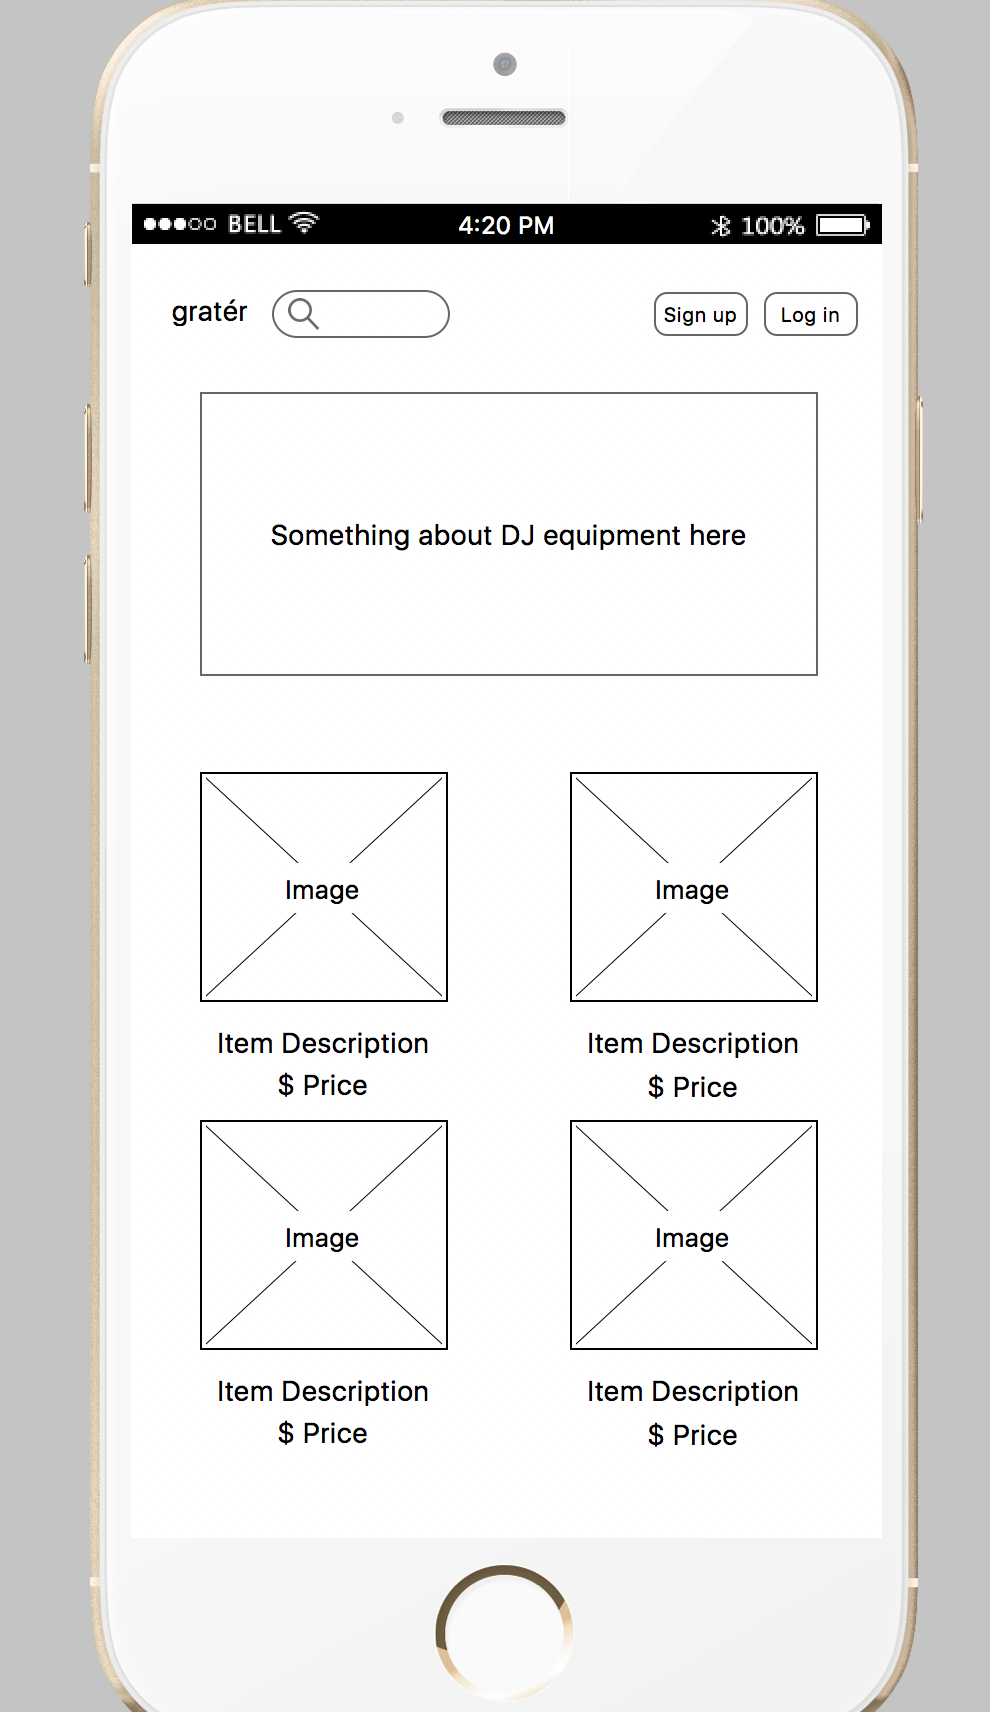 BELL 4:20 PM 100%
gratér Sign up Log in
Something about DJ equipment here
Image Image
Item Description Item Description
$ Price $ Price
Image Image
Item Description Item Description
$ Price $ Price